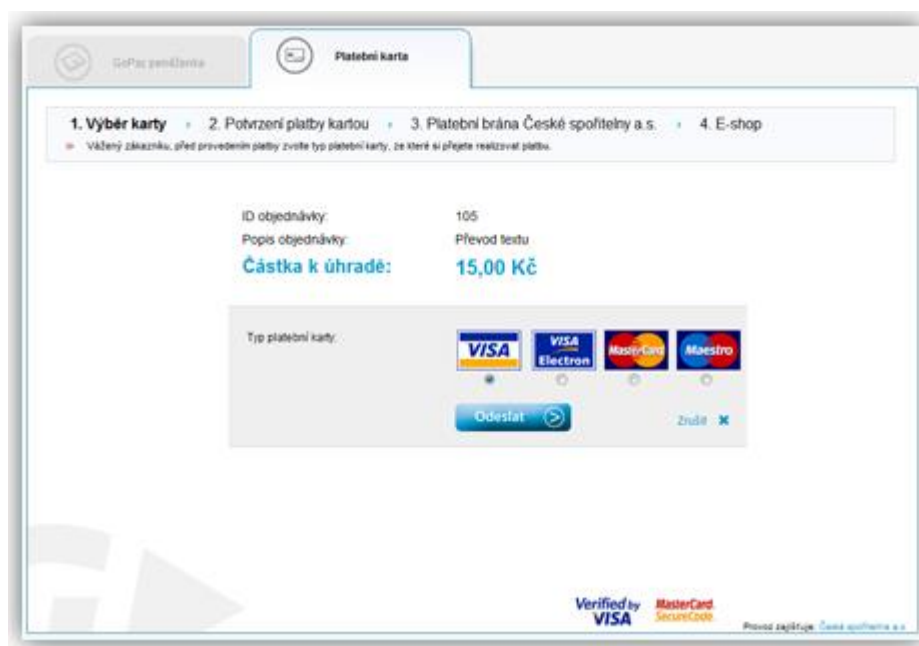 GoPay peněženka
Platební karta
1. Výběr karty 2. Potvrzení platby kartou 3. Platební brána České spořitelny a.s. 4. E-shop
Vážený zákazníku, před provedením platby zvolte typ platební karty, ze které si přejete realizovat platbu.
ID objednávky: 105
Popis objednávky: Převod textu
Částka k úhradě: 15,00 Kč
Typ platební karty:
VISA VISA Electron MasterCard Maestro
Odeslat Zrušit
Verified by VISA MasterCard. SecureCode.
Provoz zajišťuje: Česká spořitelna a.s.